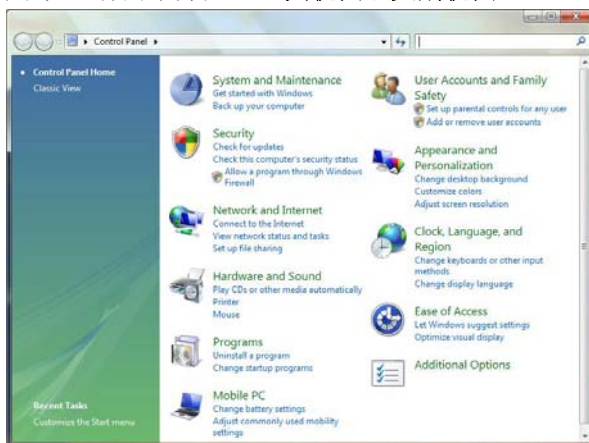 Control Panel
Control Panel Home
Classic View
Recent Tasks
Customize the Start menu
System and Maintenance
Get started with Windows
Back up your computer
Security
Check for updates
Check this computer's security status
Allow a program through Windows
Firewall
Network and Internet
Connect to the Internet
View network status and tasks
Set up file sharing
Hardware and Sound
Play CDs or other media automatically
Printer
Mouse
Programs
Uninstall a program
Change startup programs
Mobile PC
Change battery settings
Adjust commonly used mobility
settings
User Accounts and Family
Safety
Set up parental controls for any user
Add or remove user accounts
Appearance and
Personalization
Change desktop background
Customize colors
Adjust screen resolution
Clock, Language, and
Region
Change keyboards or other input
methods
Change display language
Ease of Access
Let Windows suggest settings
Optimize visual display
Additional Options